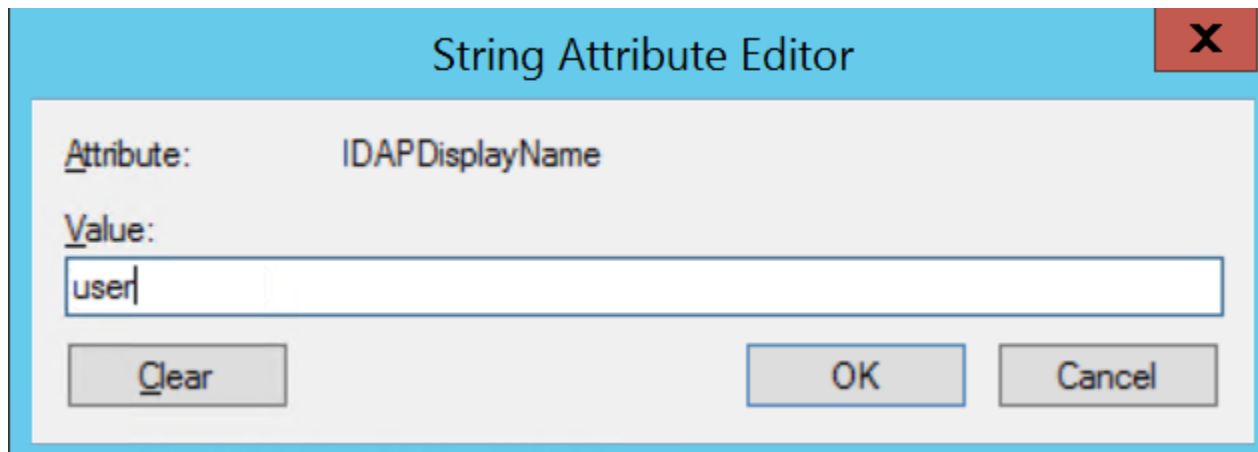 String Attribute Editor
X
Attribute: lDAPDisplayName
Value:
user
Clear OK Cancel